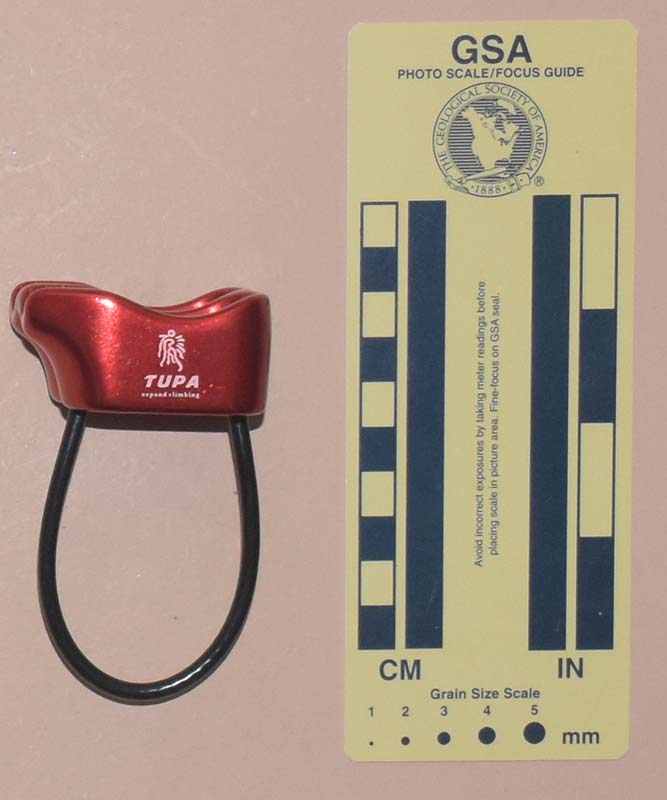 GSA
PHOTO SCALE/FOCUS GUIDE
THE GEOLOGICAL SOCIETY OF AMERICA
·1888· ®
Avoid incorrect exposures by taking meter readings before
placing scale in picture area. Fine-focus on GSA seal.
TUPA
expand climbing
CM
IN
Grain Size Scale
1 2 3 4 5
mm